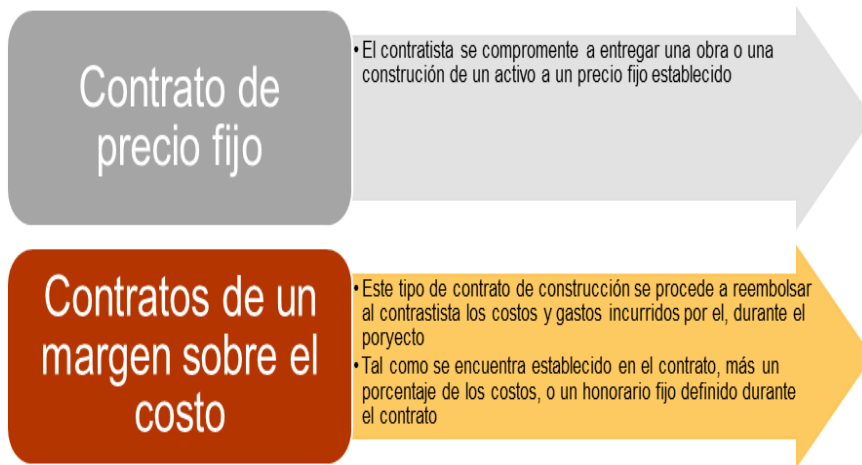 Contrato de
precio fijo
• El contratista se compromente a entregar una obra o una
construción de un activo a un precio fijo establecido
Contratos de un
margen sobre el
costo
• Este tipo de contrato de construcción se procede a reembolsar
al contrastista los costos y gastos incurridos por el, durante el
poryecto
• Tal como se encuentra establecido en el contrato, más un
porcentaje de los costos, o un honorario fijo definido durante
el contrato